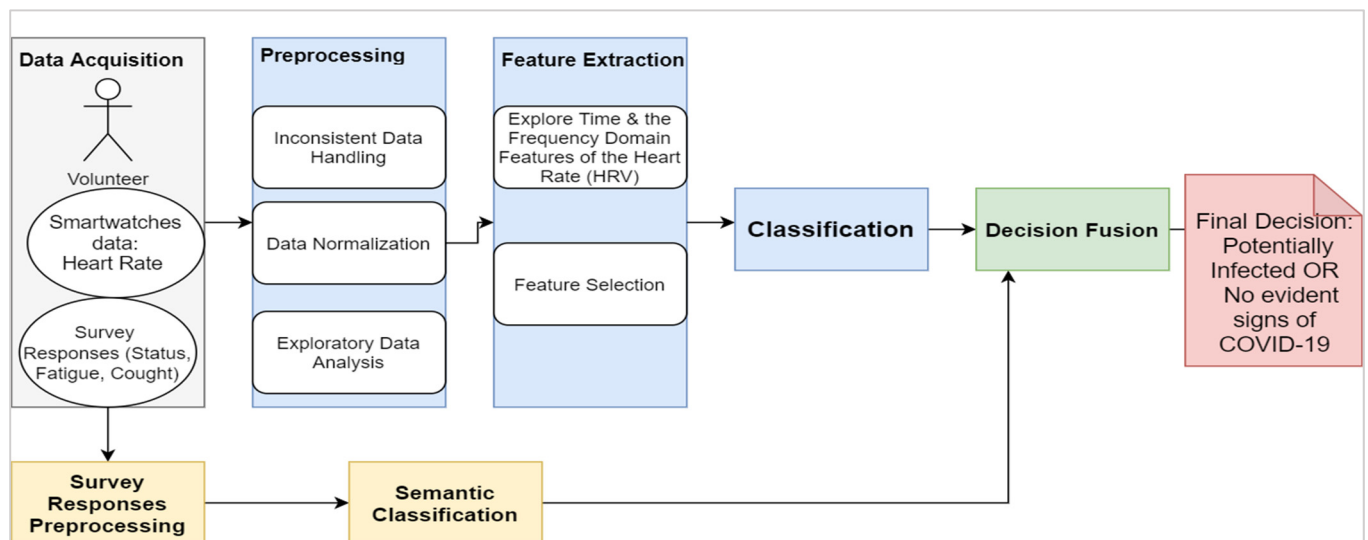 Data Acquisition
Volunteer
Smartwatches
data:
Heart Rate
Survey
Responses (Status,
Fatigue, Cought)
Preprocessing
Inconsistent Data
Handling
Data Normalization
Exploratory Data
Analysis
Feature Extraction
Explore Time & the
Frequency Domain
Features of the Heart
Rate (HRV)
Feature Selection
Classification
Decision Fusion
Final Decision:
Potentially
Infected OR
No evident
signs of
COVID-19
Survey
Responses
Preprocessing
Semantic
Classification